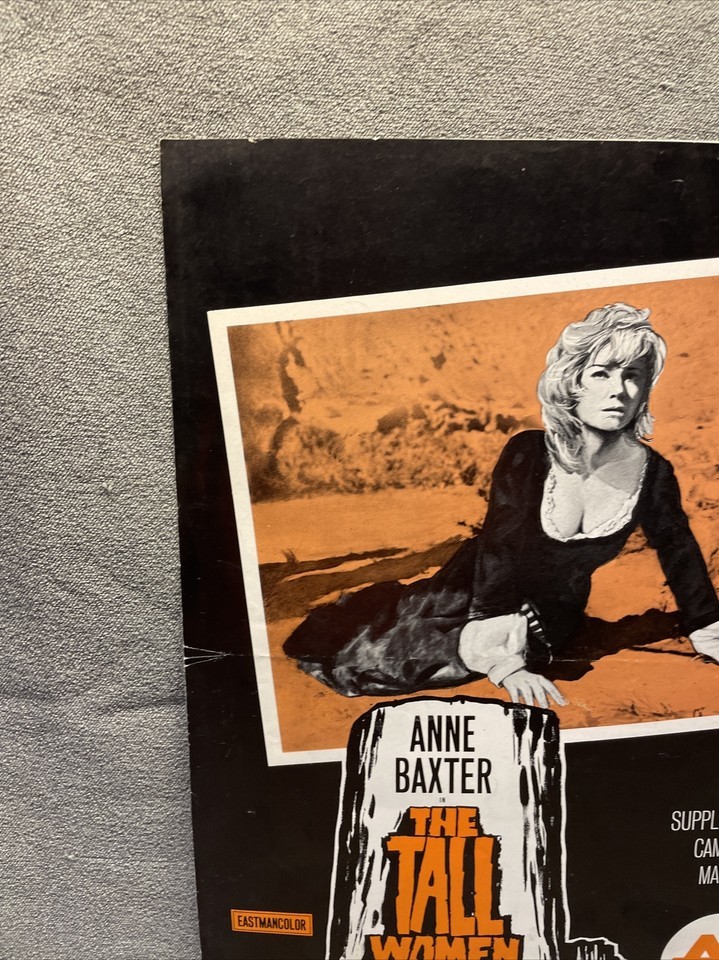 ANNE
BAXTER
IN
THE
TALL
WOMEN
EASTMANCOLOR
SUPPL
CAM
MA